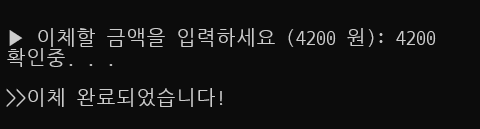 ▶ 이체할 금액을 입력하세요 (4200 원): 4200
확인중. . .
>>이체 완료되었습니다!